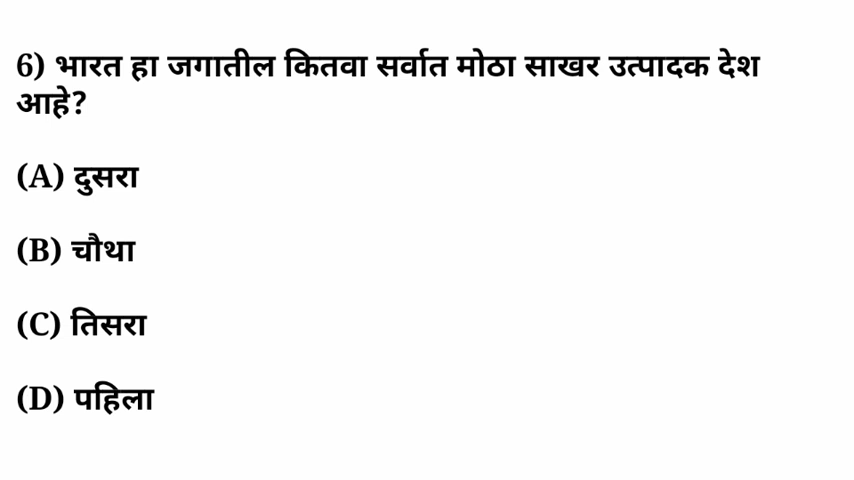 6) भारत हा जगातील कितवा सर्वात मोठा साखर उत्पादक देश
आहे?
(A) दुसरा
(B) चौथा
(C) तिसरा
(D) पहिला